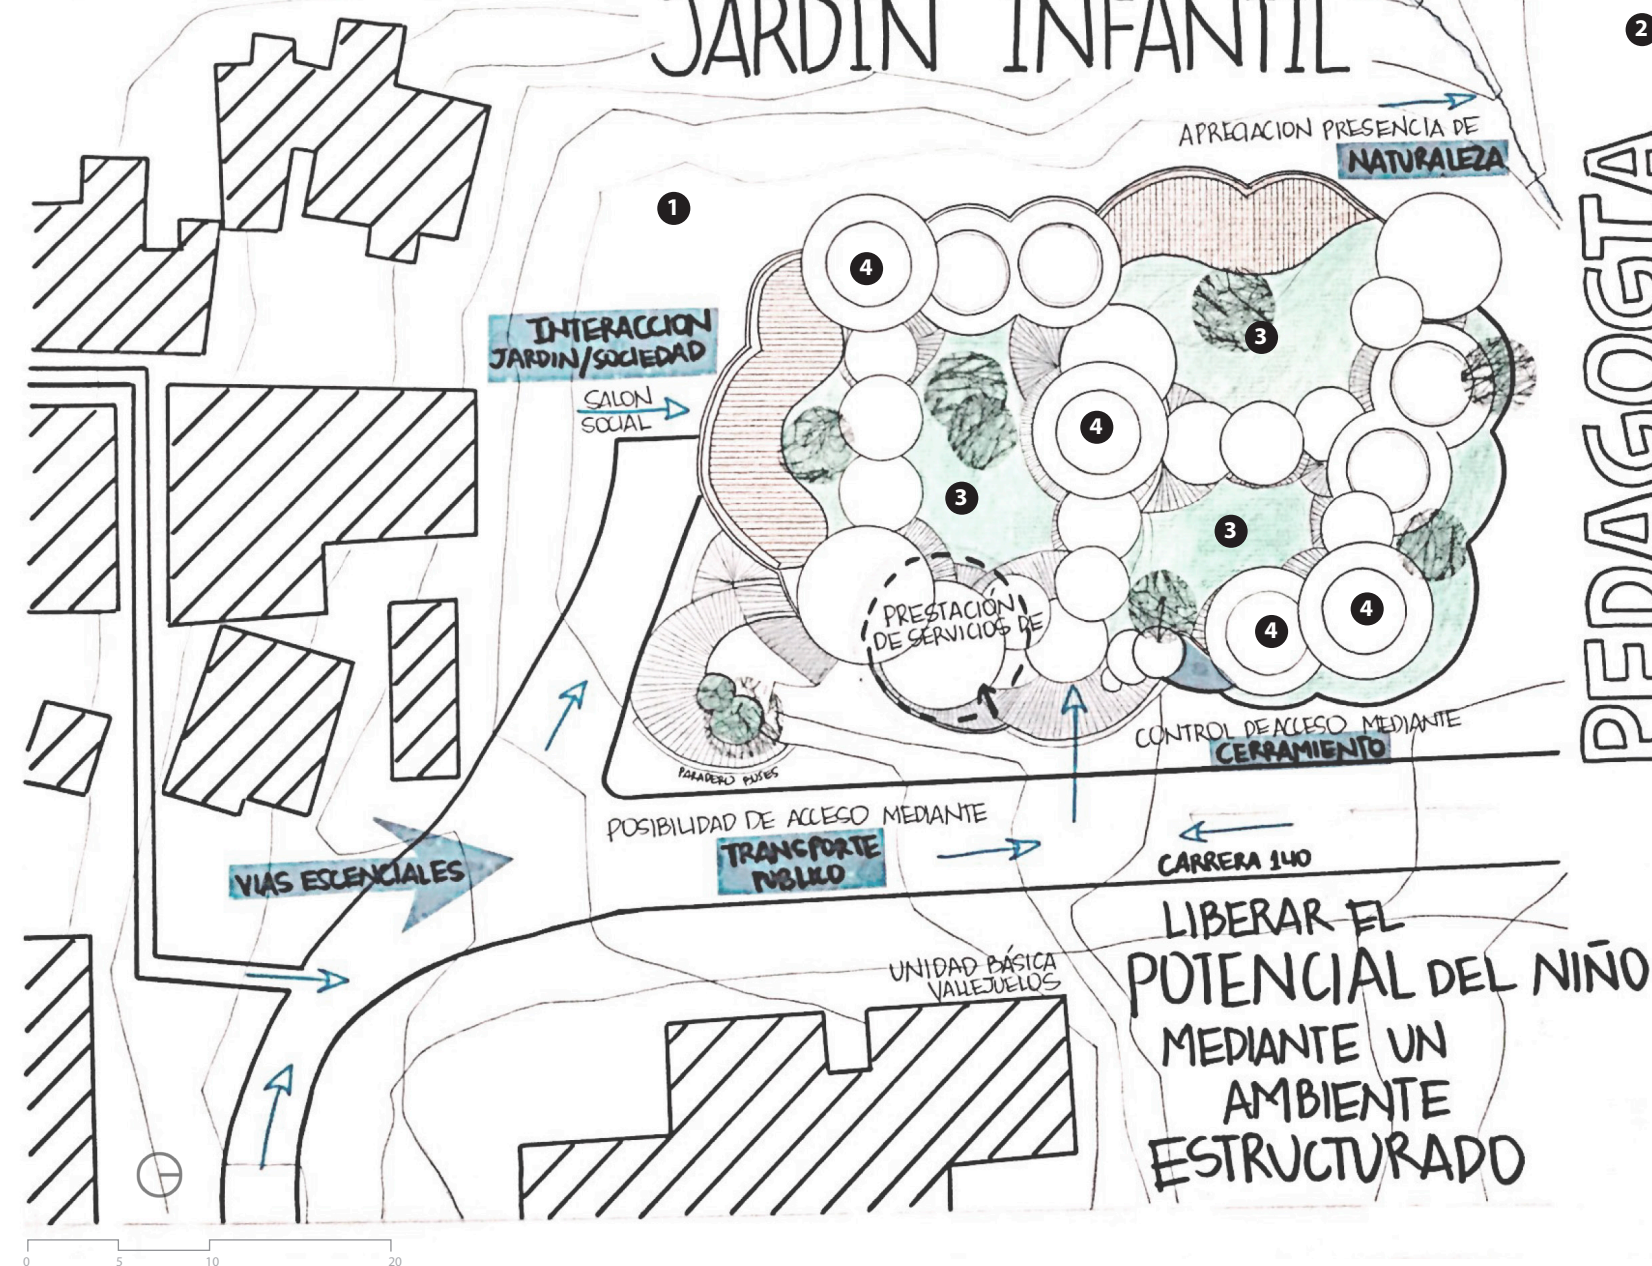 JARDIN INFANTIL
2
APRECIACION PRESENCIA DE
NATURALEZA
1
4
3
INTERACCION
JARDIN/SOCIEDAD
SALON
SOCIAL
4
3
3
4
4
PRESTACION
DE SERVICIOS DE
PEDAGOGIA
CONTROL DE ACCESO MEDIANTE
CERRAMIENTO
PARADERO BUSES
POSIBILIDAD DE ACCESO MEDIANTE
TRANSPORTE
PUBLICO
CARRERA 140
VIAS ESCENCIALES
LIBERAR EL
POTENCIAL DEL NIÑO
MEDIANTE UN
AMBIENTE
ESTRUCTURADO
UNIDAD BÁSICA
VALLEJUELOS
0 5 10 20